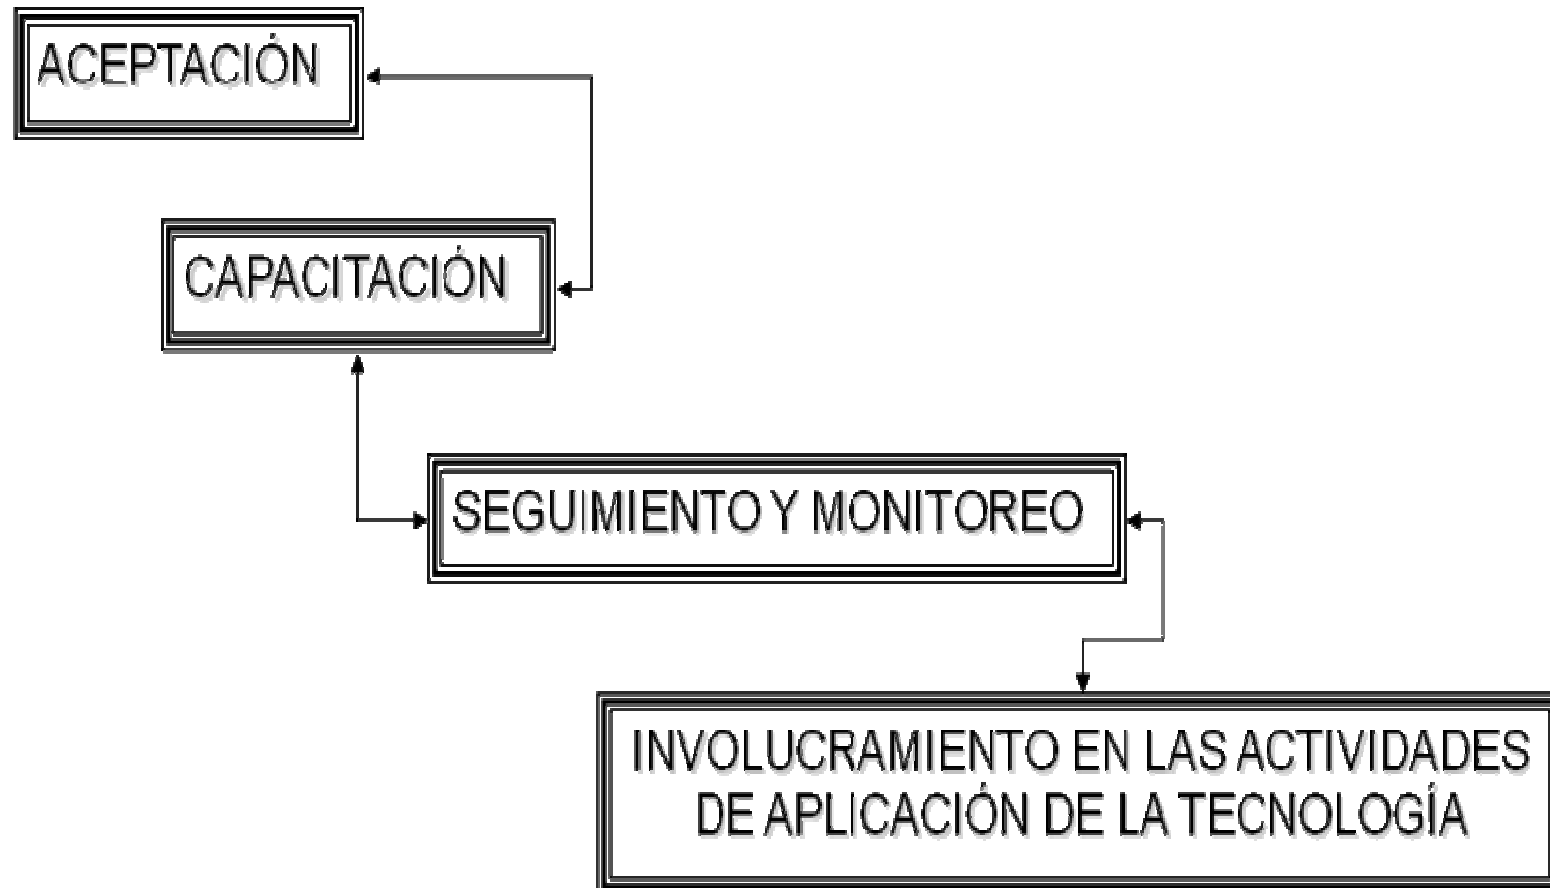 ACEPTACIÓN
CAPACITACIÓN
SEGUIMIENTO Y MONITOREO
INVOLUCRAMIENTO EN LAS ACTIVIDADES
DE APLICACIÓN DE LA TECNOLOGÍA